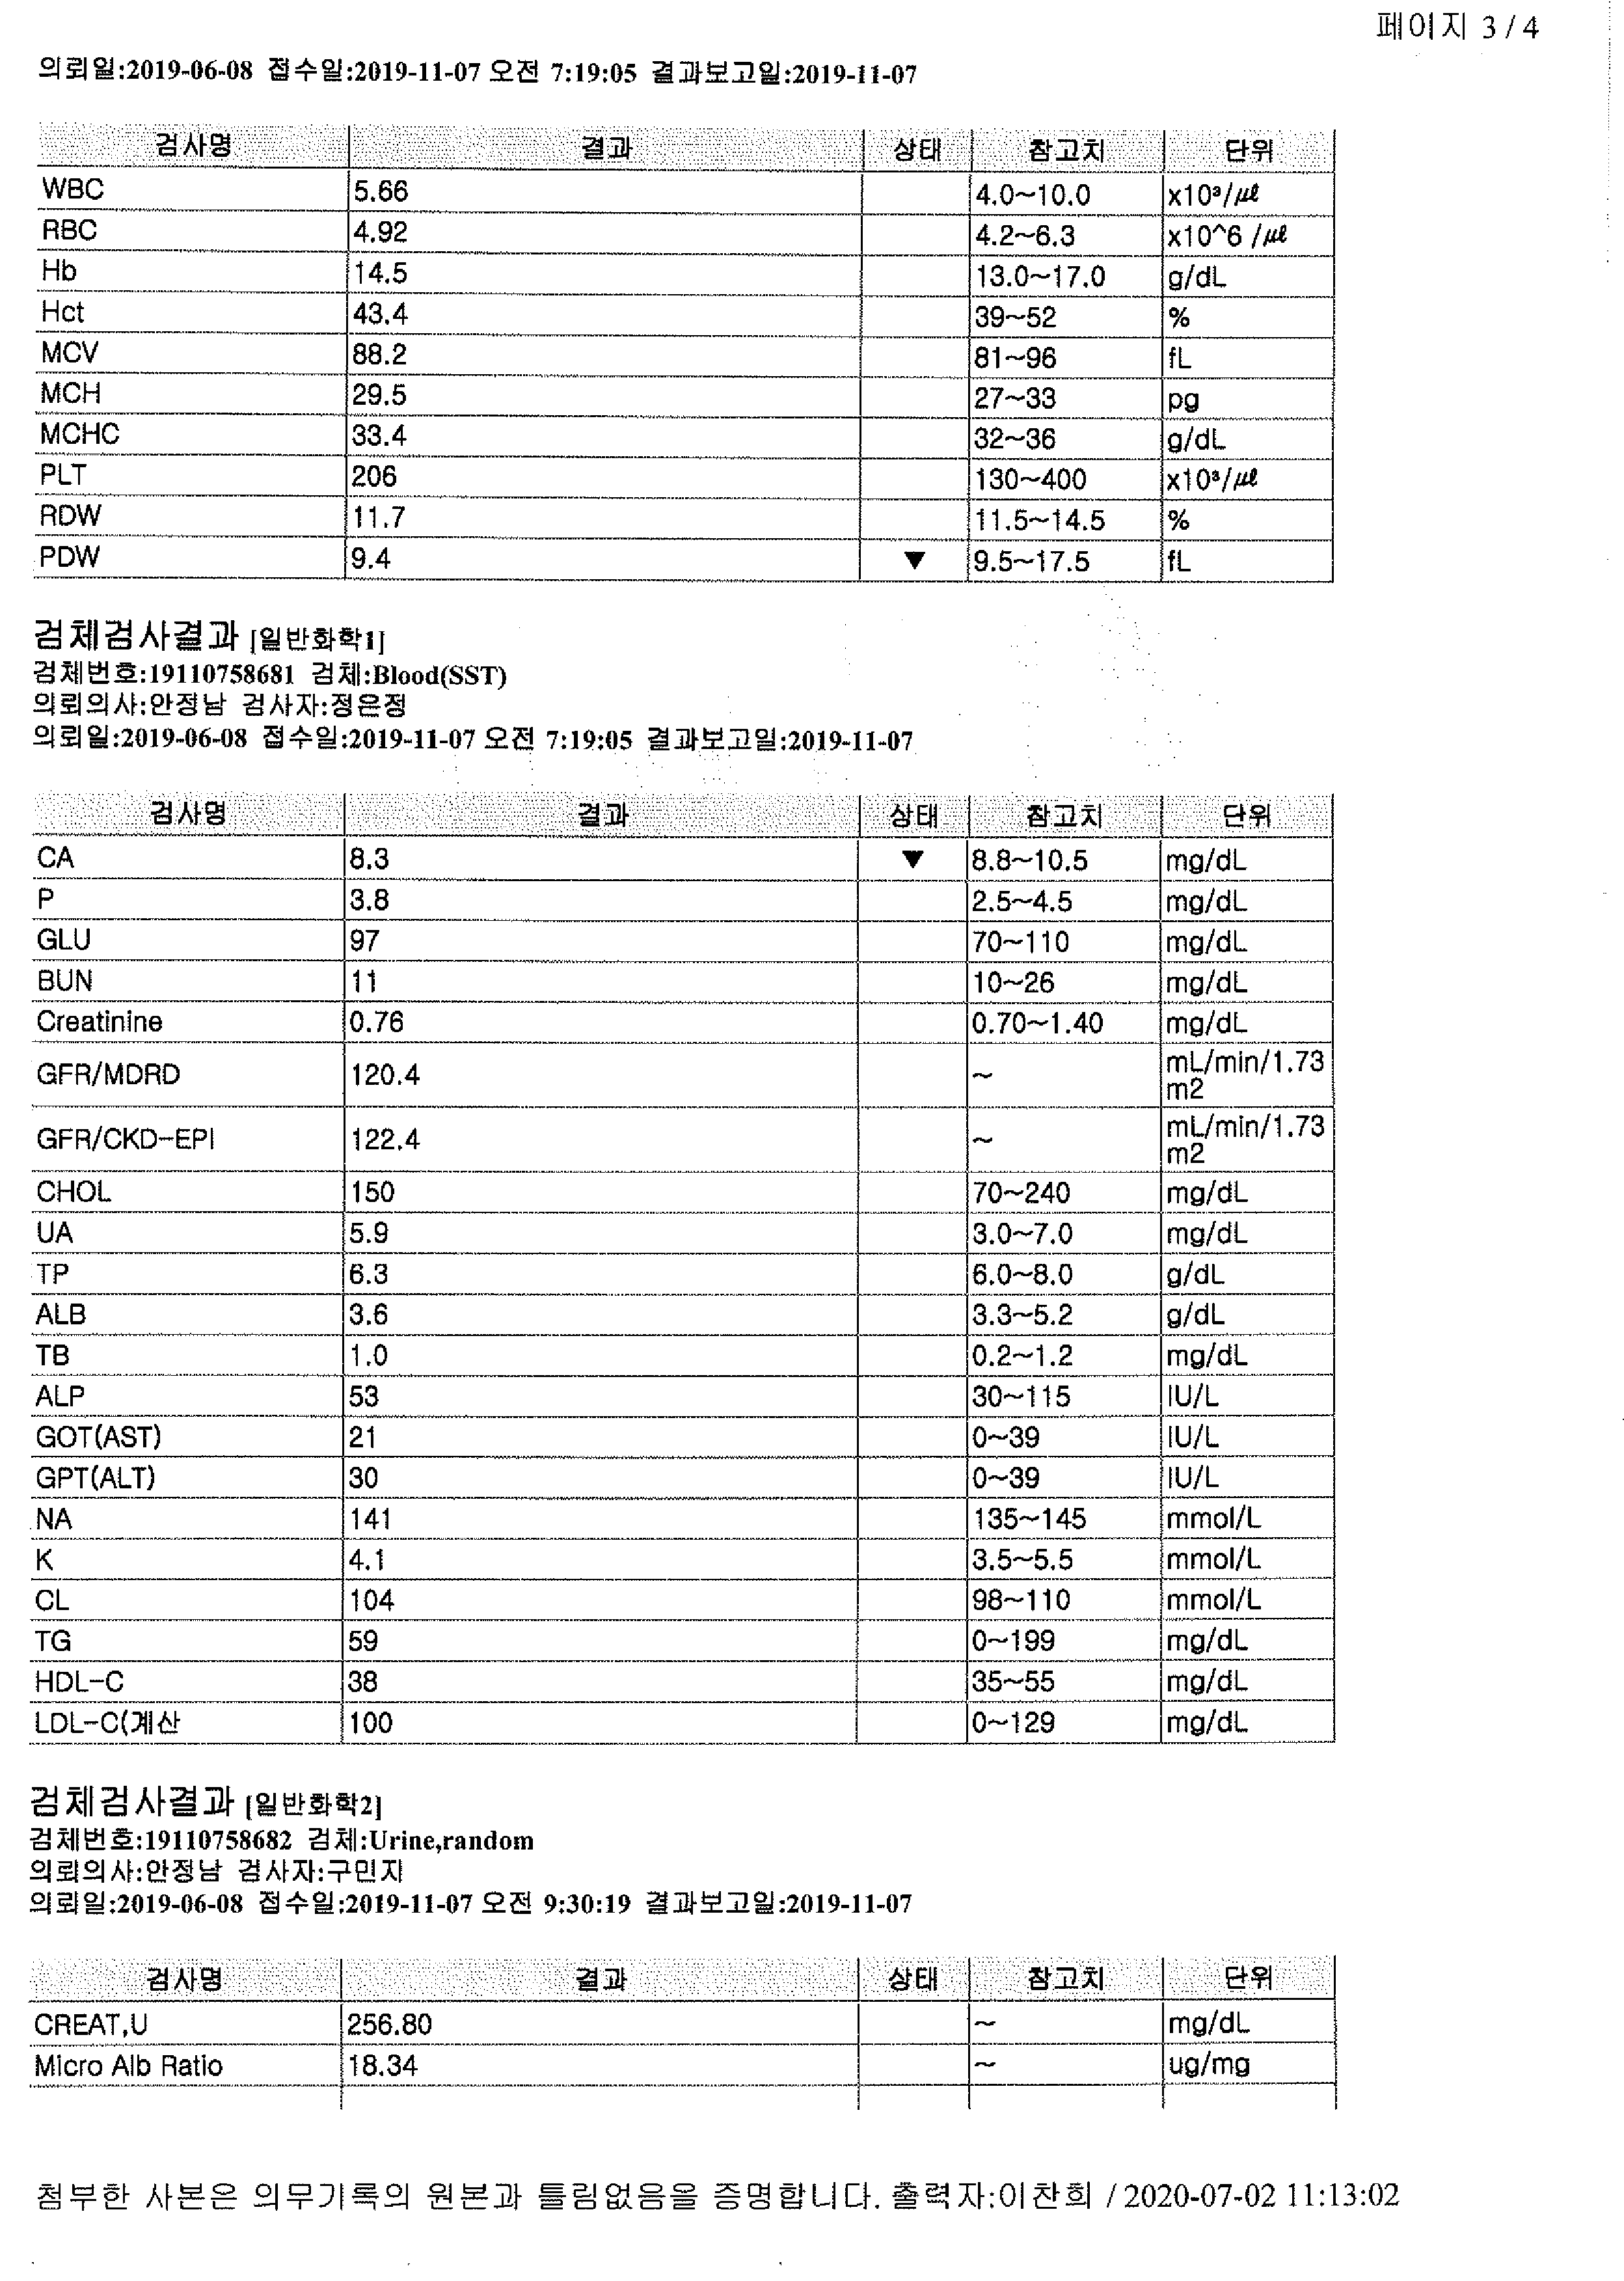 페이지 3 / 4
의뢰일:2019-06-08 접수일:2019-11-07 오전 7:19:05 결과보고일:2019-11-07
검사명 결과 상태 참고치 단위
WBC 5.66 4.0~10.0 x10³/㎕
RBC 4.92 4.2~6.3 x10^6 /㎕
Hb 14.5 13.0~17.0 g/dL
Hct 43.4 39~52 %
MCV 88.2 81~96 fL
MCH 29.5 27~33 pg
MCHC 33.4 32~36 g/dL
PLT 206 130~400 x10³/㎕
RDW 11.7 11.5~14.5 %
PDW 9.4 ▼ 9.5~17.5 fL
검체검사결과 [일반화학1]
검체번호:19110758681 검체:Blood(SST)
의뢰의사:안정남 검사자:정은정
의뢰일:2019-06-08 접수일:2019-11-07 오전 7:19:05 결과보고일:2019-11-07
검사명 결과 상태 참고치 단위
CA 8.3 ▼ 8.8~10.5 mg/dL
P 3.8 2.5~4.5 mg/dL
GLU 97 70~110 mg/dL
BUN 11 10~26 mg/dL
Creatinine 0.76 0.70~1.40 mg/dL
GFR/MDRD 120.4 ~ mL/min/1.73
m2
GFR/CKD-EPI 122.4 ~ mL/min/1.73
m2
CHOL 150 70~240 mg/dL
UA 5.9 3.0~7.0 mg/dL
TP 6.3 6.0~8.0 g/dL
ALB 3.6 3.3~5.2 g/dL
TB 1.0 0.2~1.2 mg/dL
ALP 53 30~115 IU/L
GOT(AST) 21 0~39 IU/L
GPT(ALT) 30 0~39 IU/L
NA 141 135~145 mmol/L
K 4.1 3.5~5.5 mmol/L
CL 104 98~110 mmol/L
TG 59 0~199 mg/dL
HDL-C 38 35~55 mg/dL
LDL-C(계산 100 0~129 mg/dL
검체검사결과 [일반화학2]
검체번호:19110758682 검체:Urine,random
의뢰의사:안정남 검사자:구민지
의뢰일:2019-06-08 접수일:2019-11-07 오전 9:30:19 결과보고일:2019-11-07
검사명 결과 상태 참고치 단위
CREAT,U 256.80 ~ mg/dL
Micro Alb Ratio 18.34 ~ ug/mg
첨부한 사본은 의무기록의 원본과 틀림없음을 증명합니다. 출력자:이찬희 / 2020-07-02 11:13:02